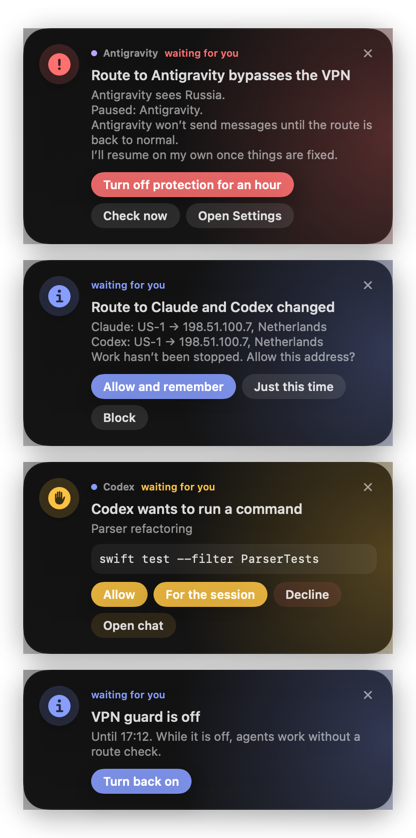 Antigravity waiting for you
Route to Antigravity bypasses the VPN
Antigravity sees Russia.
Paused: Antigravity.
Antigravity won’t send messages until the route is
back to normal.
I’ll resume on my own once things are fixed.
Turn off protection for an hour
Check now Open Settings
waiting for you
Route to Claude and Codex changed
Claude: US-1 → 198.51.100.7, Netherlands
Codex: US-1 → 198.51.100.7, Netherlands
Work hasn’t been stopped. Allow this address?
Allow and remember Just this time
Block
Codex waiting for you
Codex wants to run a command
Parser refactoring
swift test --filter ParserTests
Allow For the session Decline
Open chat
waiting for you
VPN guard is off
Until 17:12. While it is off, agents work without a
route check.
Turn back on